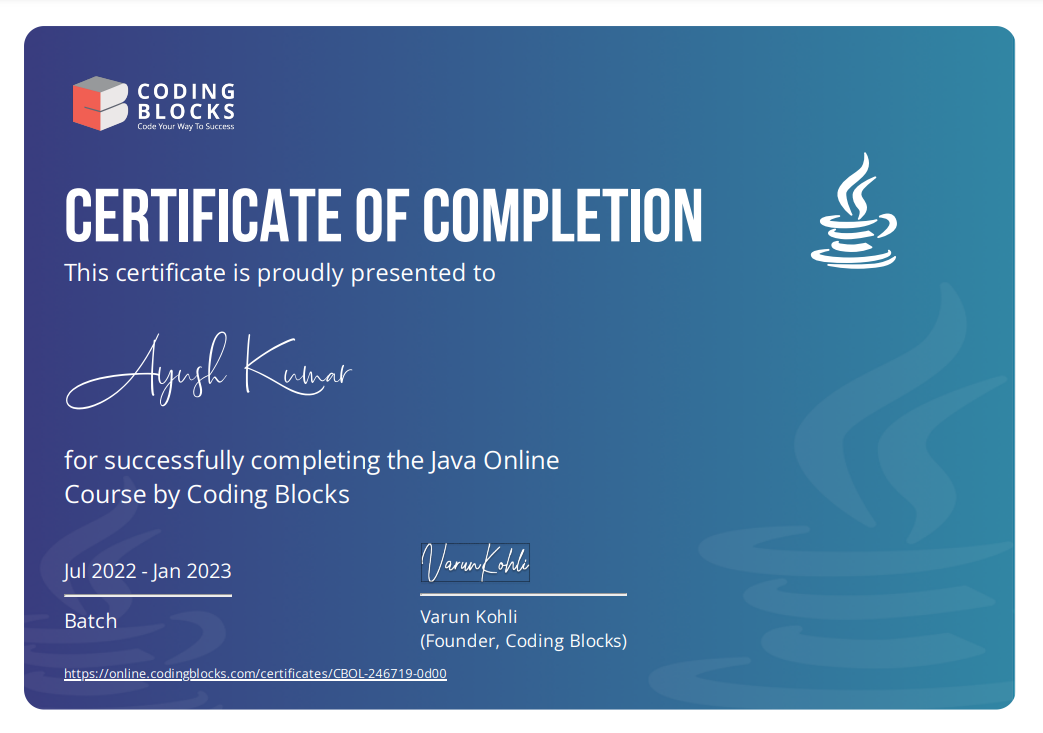 CODING
BLOCKS
Code Your Way To Success
CERTIFICATE OF COMPLETION
This certificate is proudly presented to
Ayush Kumar
for successfully completing the Java Online
Course by Coding Blocks
Jul 2022 - Jan 2023
Batch
VarunKohli
Varun Kohli
(Founder, Coding Blocks)
https://online.codingblocks.com/certificates/CBOL-246719-0d00